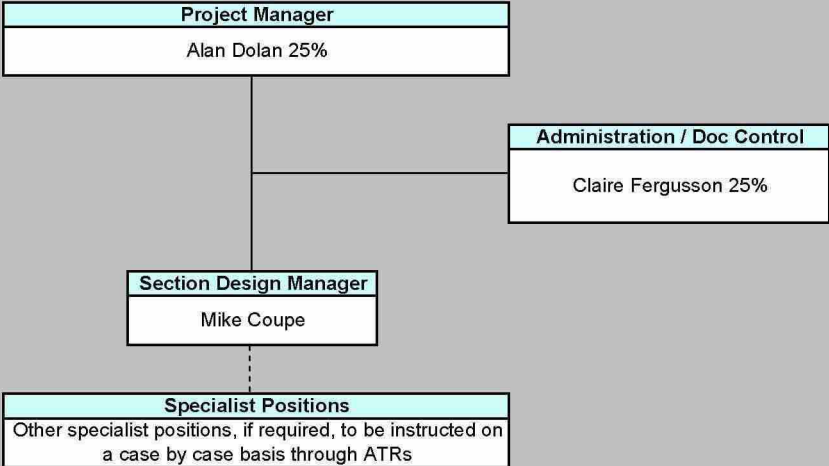 Project Manager
Alan Dolan 25%
Administration / Doc Control
Claire Fergusson 25%
Section Design Manager
Mike Coupe
Specialist Positions
Other specialist positions, if required, to be instructed on
a case by case basis through ATRs